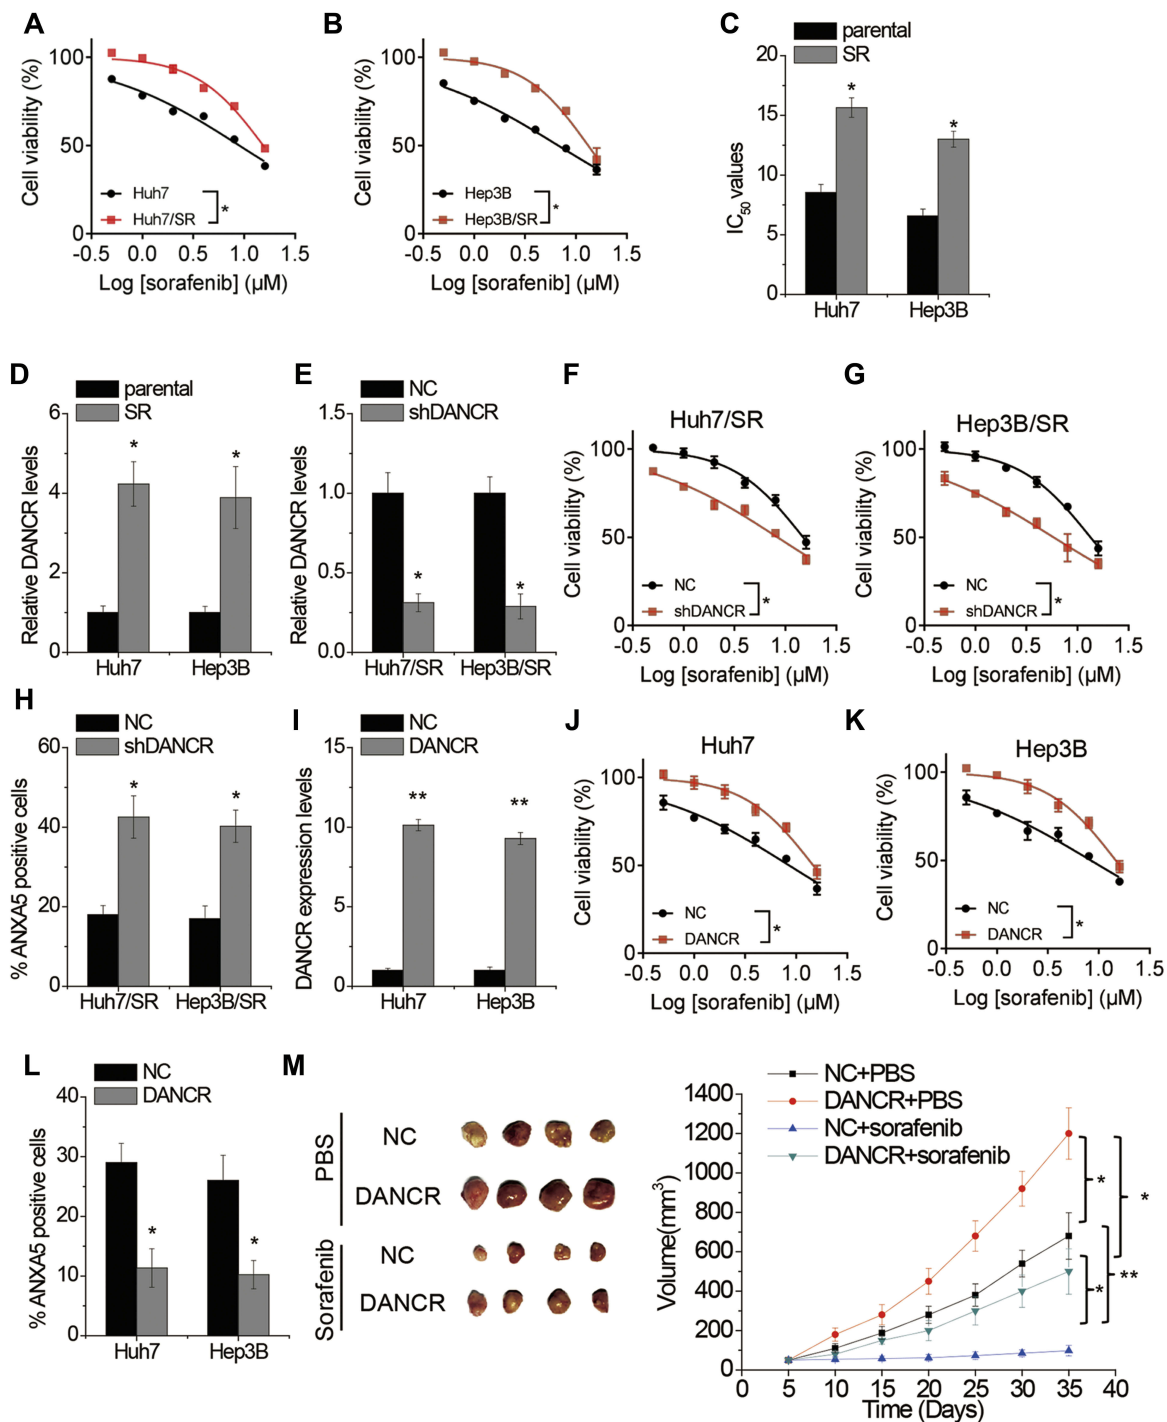 A
Cell viability (%)
100
50
0
Huh7
Huh7/SR
*
-0.5 0.0 0.5 1.0 1.5
Log [sorafenib] (µM)
B
Cell viability (%)
100
50
0
Hep3B
Hep3B/SR
*
-0.5 0.0 0.5 1.0 1.5
Log [sorafenib] (µM)
C
parental
SR
IC50 values
20
15
10
5
0
* *
Huh7 Hep3B
D
parental
SR
Relative DANCR levels
6
4
2
0
* *
Huh7 Hep3B
E
NC
shDANCR
Relative DANCR levels
1.5
1.0
0.5
0.0
* *
Huh7/SR Hep3B/SR
F
Huh7/SR
Cell viability (%)
100
50
0
NC
shDANCR
*
-0.5 0.0 0.5 1.0 1.5
Log [sorafenib] (µM)
G
Hep3B/SR
Cell viability (%)
100
50
0
NC
shDANCR
*
-0.5 0.0 0.5 1.0 1.5
Log [sorafenib] (µM)
H
NC
shDANCR
% ANXA5 positive cells
60
40
20
0
* *
Huh7/SR Hep3B/SR
I
NC
DANCR
DANCR expression levels
15
10
5
0
** **
Huh7 Hep3B
J
Huh7
Cell viability (%)
100
50
0
NC
DANCR
*
-0.5 0.0 0.5 1.0 1.5
Log [sorafenib] (µM)
K
Hep3B
Cell viability (%)
100
50
0
NC
DANCR
*
-0.5 0.0 0.5 1.0 1.5
Log [sorafenib] (µM)
L
NC
DANCR
% ANXA5 positive cells
40
30
20
10
0
* *
Huh7 Hep3B
M
PBS
NC
DANCR
Sorafenib
NC
DANCR
NC+PBS
DANCR+PBS
NC+sorafenib
DANCR+sorafenib
Volume(mm3)
1400
1200
1000
800
600
400
200
0
* *
* **
0 5 10 15 20 25 30 35 40
Time (Days)